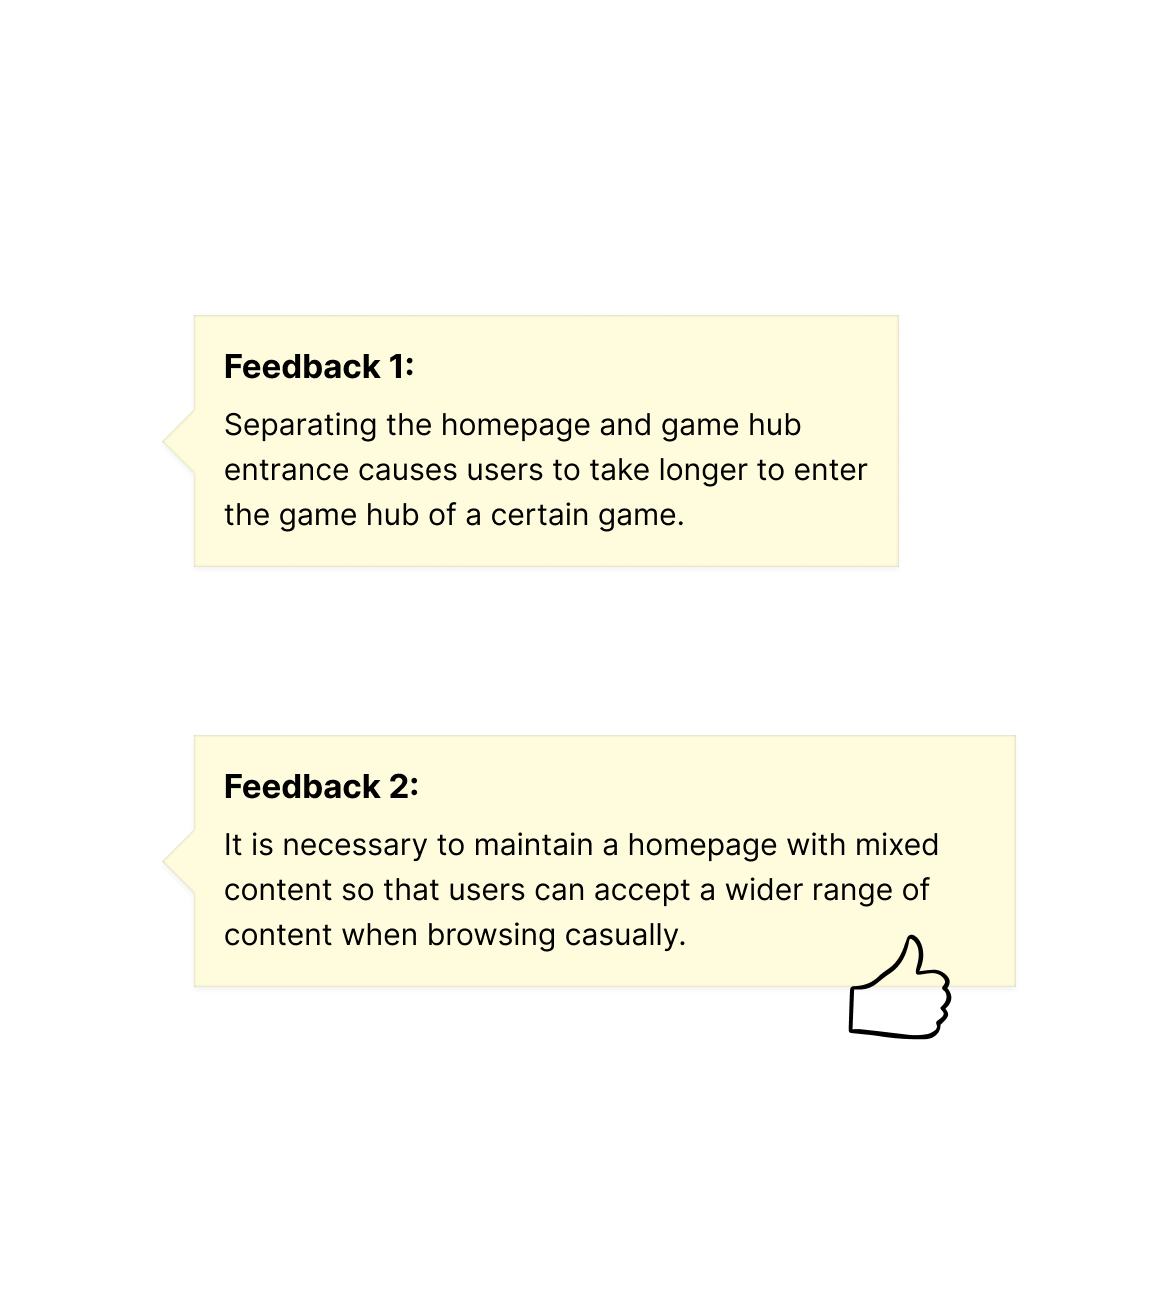 Feedback 1:
Separating the homepage and game hub
entrance causes users to take longer to enter
the game hub of a certain game.
Feedback 2:
It is necessary to maintain a homepage with mixed
content so that users can accept a wider range of
content when browsing casually.